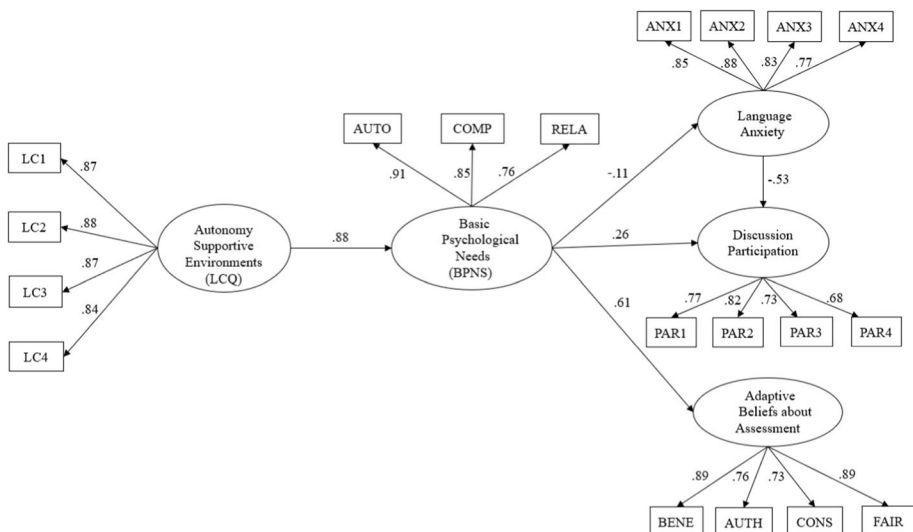 ANX1 ANX2 ANX3 ANX4
.85 .88 .83 .77
Language
Anxiety
AUTO COMP RELA
.91 .85 .76
-.11
-.53
LC1
.87
LC2
.88
LC3
.87
LC4
.84
Autonomy
Supportive
Environments
(LCQ)
.88
Basic
Psychological
Needs
(BPNS)
.26
Discussion
Participation
.77 .82 .73 .68
PAR1 PAR2 PAR3 PAR4
.61
Adaptive
Beliefs about
Assessment
.89 .76 .73 .89
BENE AUTH CONS FAIR